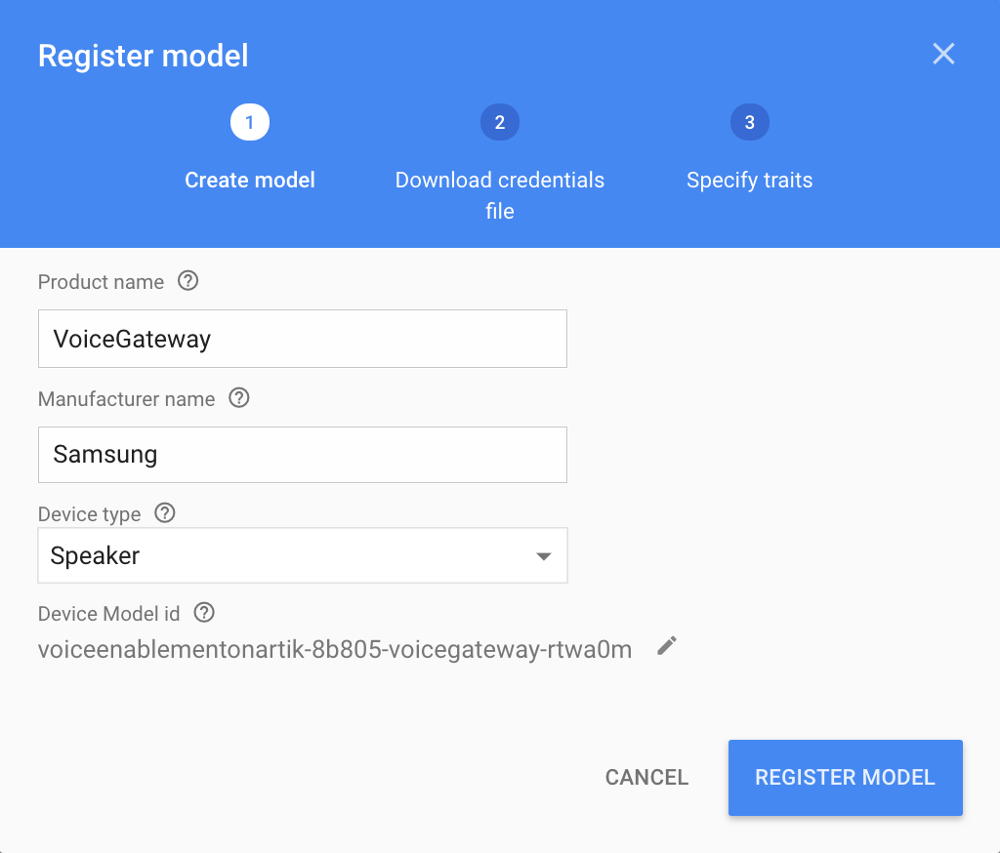 Register model
1
2
3
Create model
Download credentials
file
Specify traits
Product name
VoiceGateway
Manufacturer name
Samsung
Device type
Speaker
Device Model id
voiceenablementonartik-8b805-voicegateway-rtwa0m
CANCEL
REGISTER MODEL